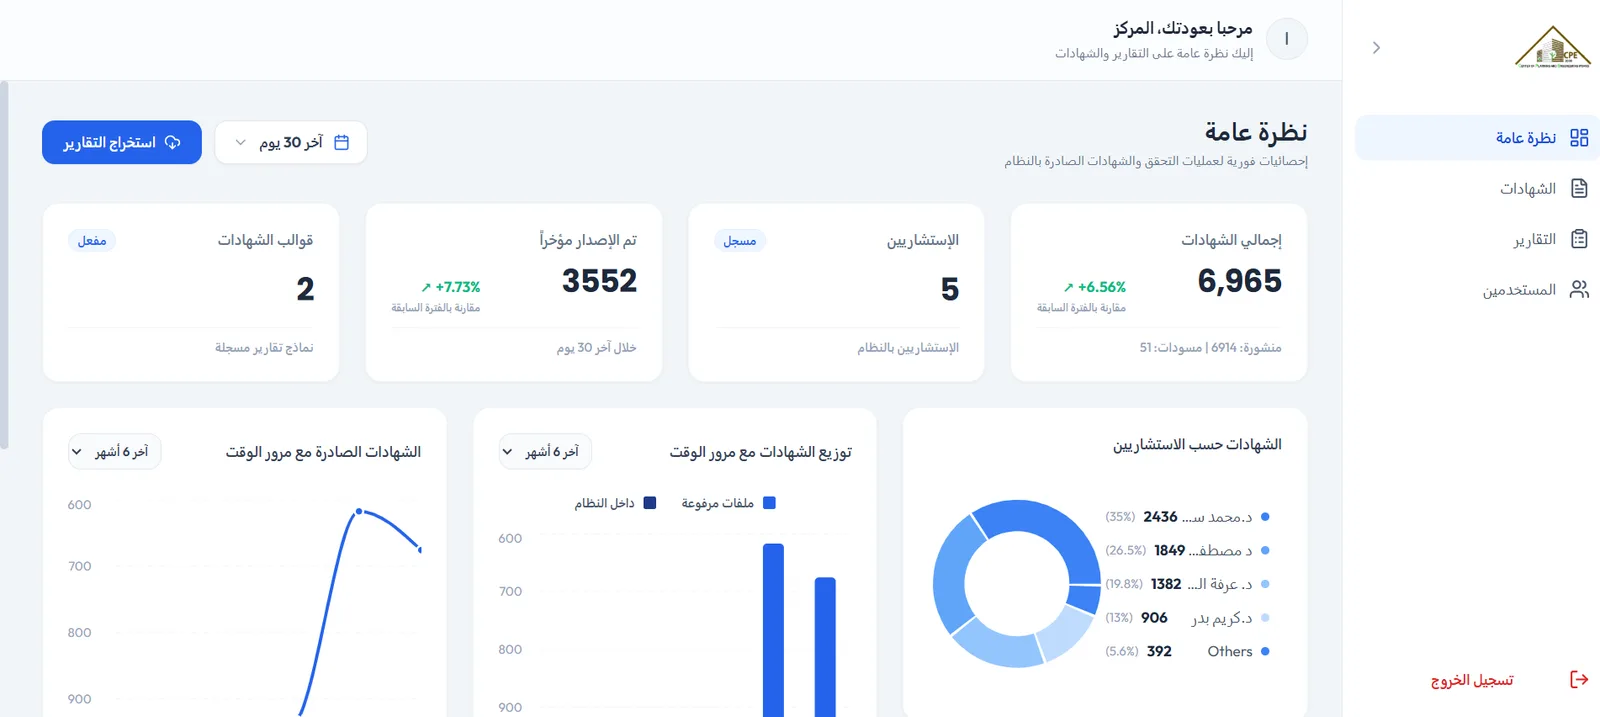 مرحبا بعودتك، المركز
إليك نظرة عامة على التقارير والشهادات
ا
CPE
نظرة عامة
الشهادات
التقارير
المستخدمين
تسجيل الخروج
نظرة عامة
إحصائيات فورية لعمليات التحقق والشهادات الصادرة بالنظام
آخر 30 يوم
استخراج التقارير
إجمالي الشهادات
6,965
+6.56%
مقارنة بالفترة السابقة
منشورة: 6914 | مسودات: 51
الإستشاريين
مسجل
5
الإستشاريين بالنظام
تم الإصدار مؤخراً
3552
+7.73%
مقارنة بالفترة السابقة
خلال آخر 30 يوم
قوالب الشهادات
مفعل
2
نماذج تقارير مسجلة
الشهادات حسب الاستشاريين
د.محمد سـ... 2436 (35%)
د مصطفـ... 1849 (26.5%)
د. عرفة الـ... 1382 (19.8%)
د.كريم بدر 906 (13%)
Others 392 (5.6%)
توزيع الشهادات مع مرور الوقت
آخر 6 أشهر
ملفات مرفوعة
داخل النظام
600
700
800
900
الشهادات الصادرة مع مرور الوقت
آخر 6 أشهر
600
700
800
900